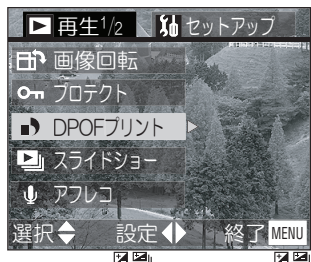 再生1/2 セットアップ
画像回転
プロテクト
DPOFプリント
スライドショー
アフレコ
選択 設定 終了 MENU